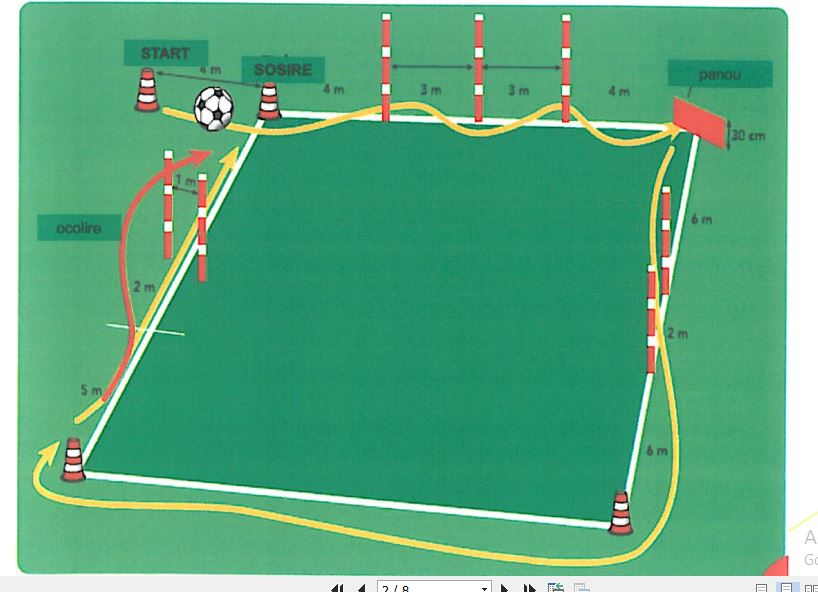 START
4 m
SOSIRE
4 m
3 m
3 m
4 m
panou
30 cm
1 m
6 m
ocolire
2 m
2 m
5 m
6 m
2 / 8